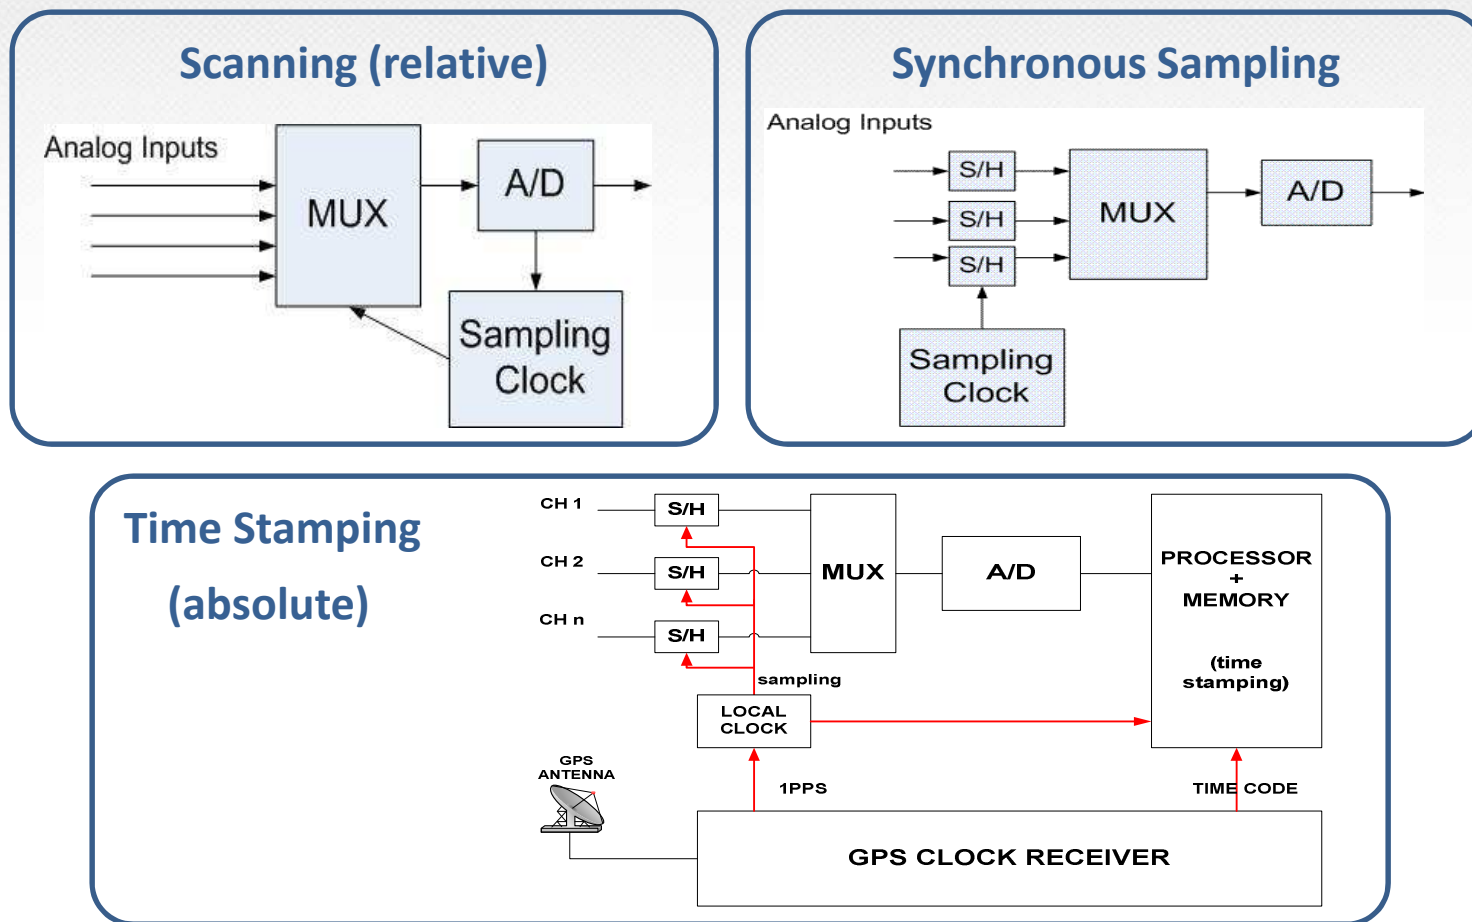 Scanning (relative)
Analog Inputs
MUX
A/D
Sampling
Clock
Synchronous Sampling
Analog Inputs
S/H
S/H
S/H
MUX
A/D
Sampling
Clock
Time Stamping
(absolute)
CH 1
S/H
CH 2
S/H
CH n
S/H
MUX
A/D
PROCESSOR
+
MEMORY
(time
stamping)
sampling
LOCAL
CLOCK
GPS
ANTENNA
1PPS
TIME CODE
GPS CLOCK RECEIVER